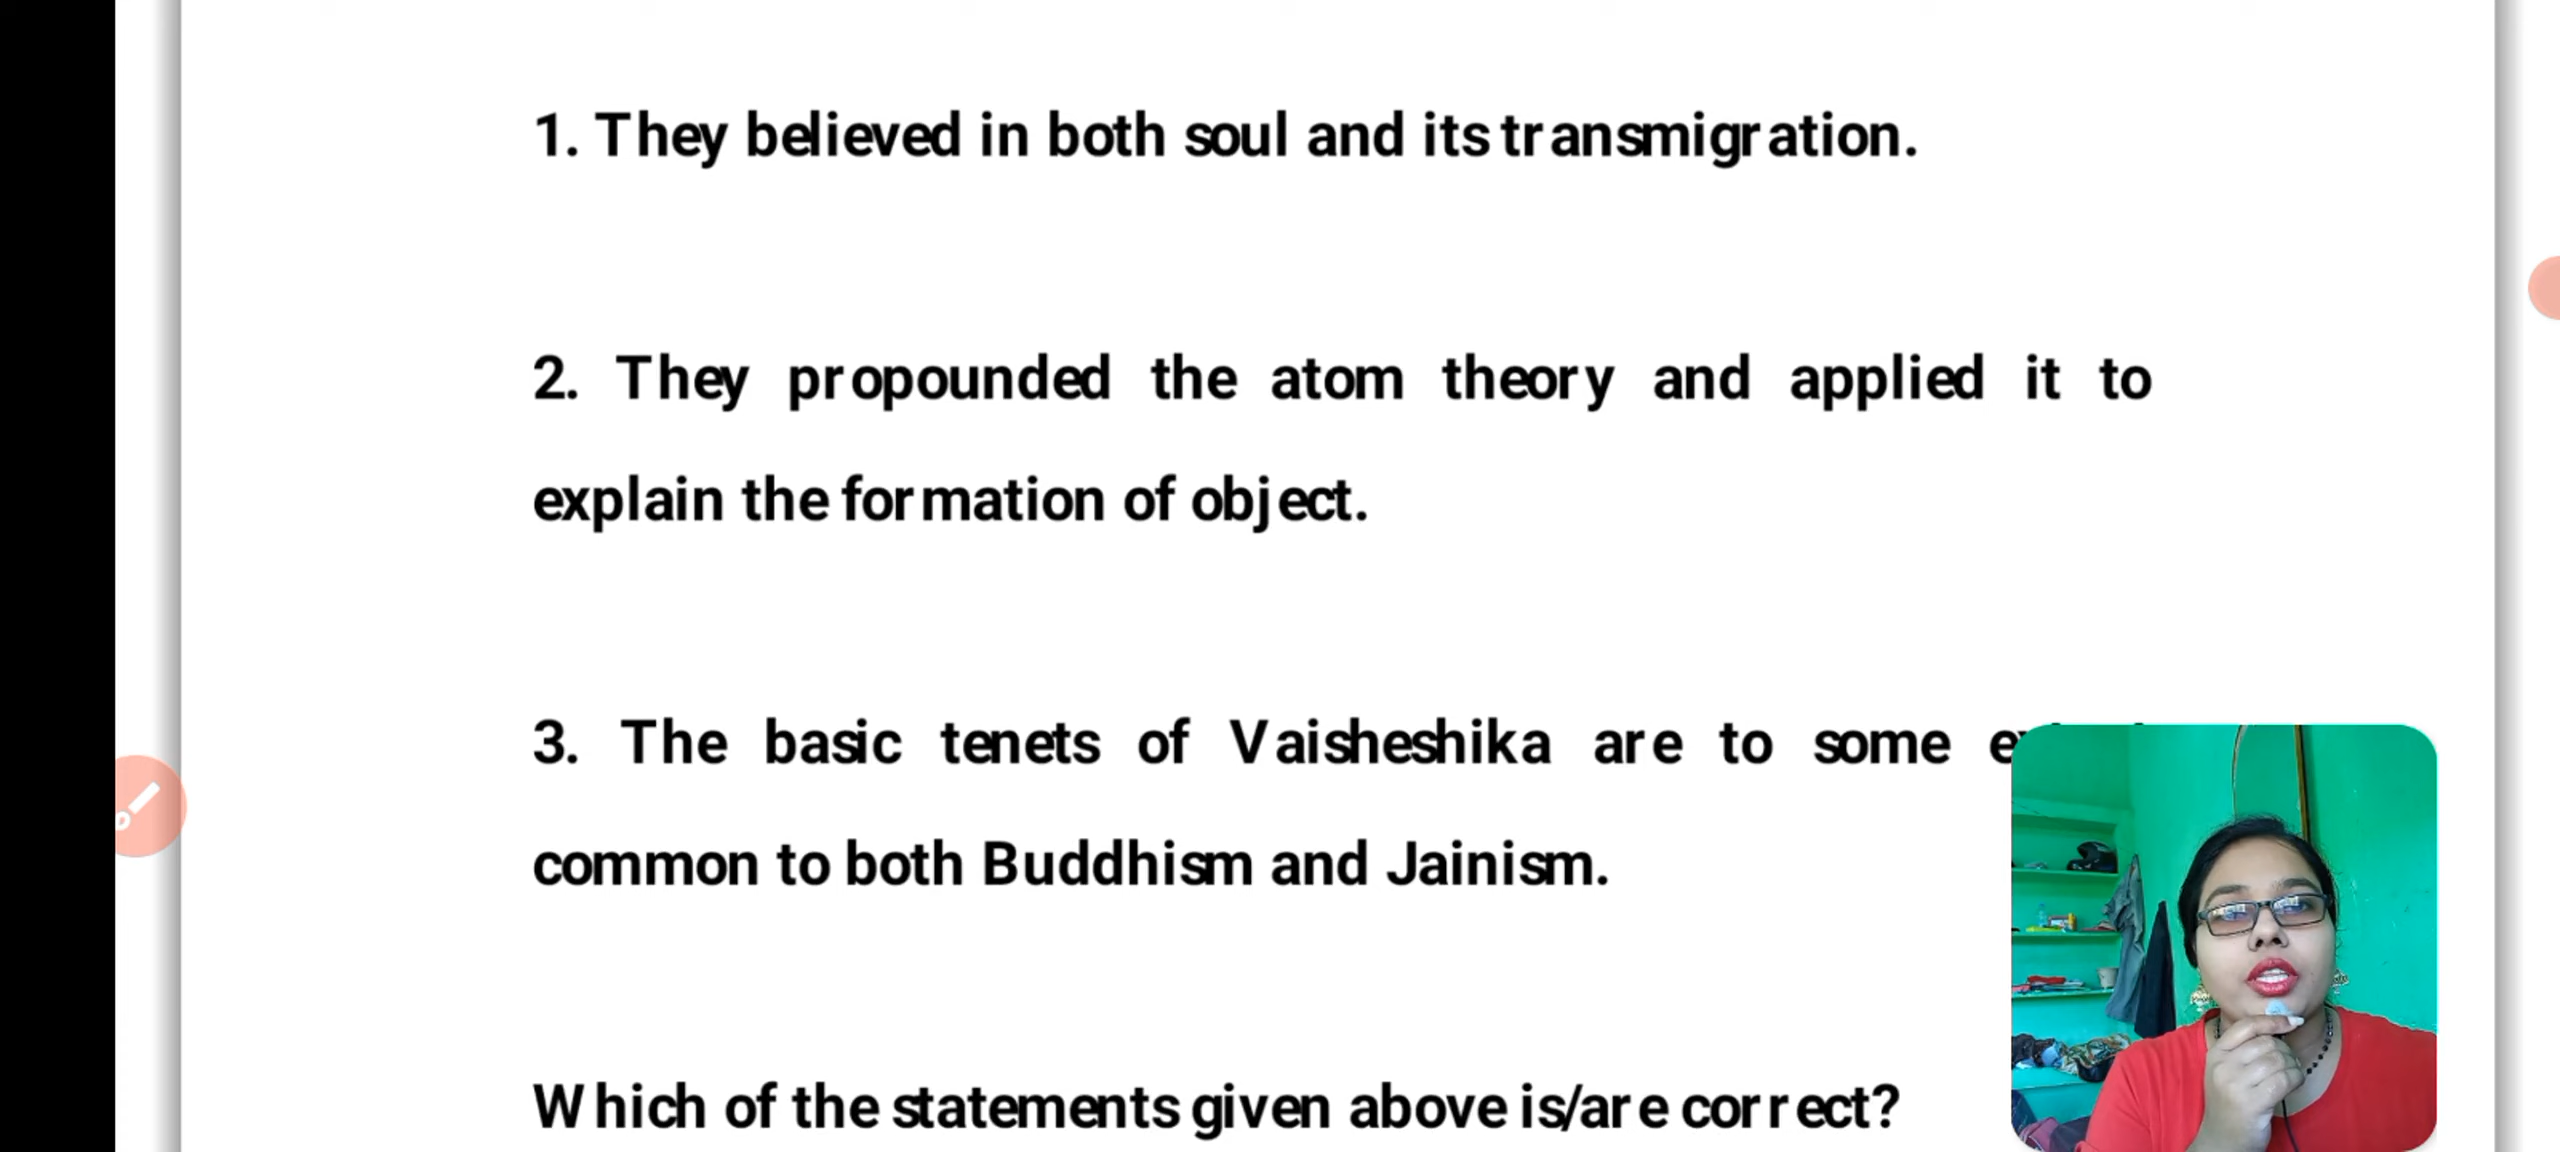 1. They believed in both soul and its transmigration.
2. They propounded the atom theory and applied it to
explain the formation of object.
3. The basic tenets of Vaisheshika are to some
common to both Buddhism and Jainism.
Which of the statements given above is/are correct?